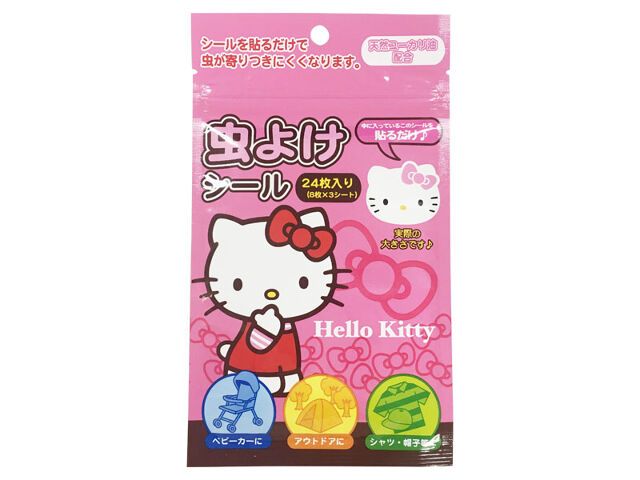 シールを貼るだけで
虫が寄りつきにくくなります。
天然ユーカリ油
配合
虫よけ
シール
24枚入り
(8枚×3シート)
中に入っているこのシールを
貼るだけ♪
実際の
大きさです♪
Hello Kitty
ベビーカーに
アウトドアに
シャツ・帽子等に